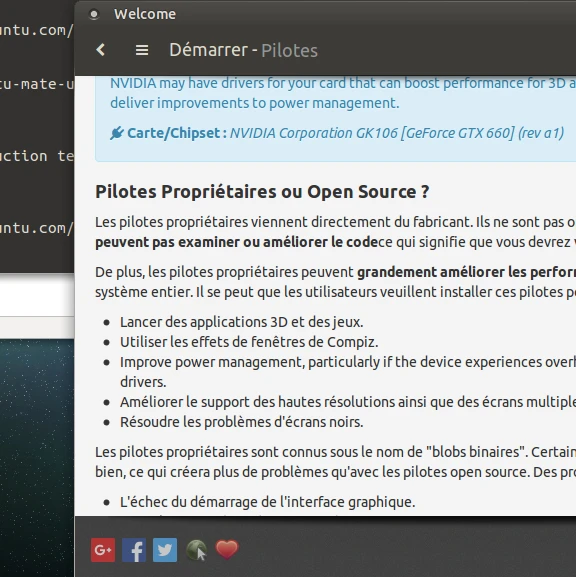 Welcome
Démarrer - Pilotes
untu.com/
tu-mate-u
uction te
untu.com/
NVIDIA may have drivers for your card that can boost performance for 3D a
deliver improvements to power management.
Carte/Chipset : NVIDIA Corporation GK106 [GeForce GTX 660] (rev a1)
Pilotes Propriétaires ou Open Source ?
Les pilotes propriétaires viennent directement du fabricant. Ils ne sont pas o
peuvent pas examiner ou améliorer le codece qui signifie que vous devrez v
De plus, les pilotes propriétaires peuvent grandement améliorer les perfor
système entier. Il se peut que les utilisateurs veuillent installer ces pilotes p
Lancer des applications 3D et des jeux.
Utiliser les effets de fenêtres de Compiz.
Improve power management, particularly if the device experiences overh
drivers.
Améliorer le support des hautes résolutions ainsi que des écrans multiple
Résoudre les problèmes d'écrans noirs.
Les pilotes propriétaires sont connus sous le nom de "blobs binaires". Certain
bien, ce qui créera plus de problèmes qu'avec les pilotes open source. Des pro
L'échec du démarrage de l'interface graphique.
G+ f